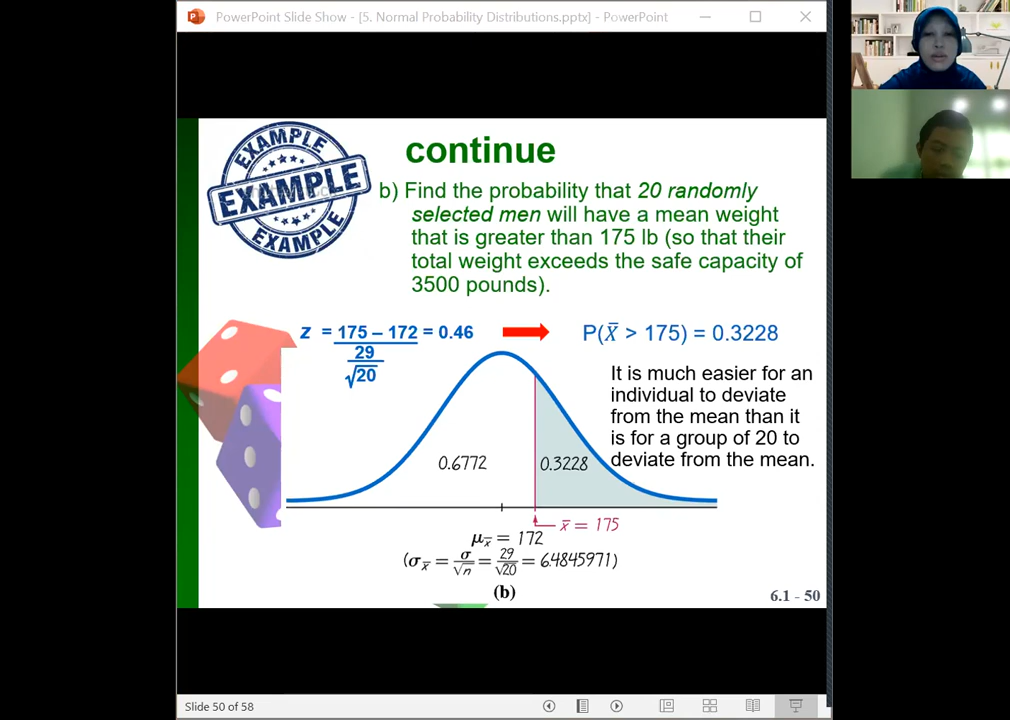 PowerPoint Slide Show - [5. Normal Probability Distributions.pptx] - PowerPoint
EXAMPLE
EXAMPLE
EXAMPLE
continue
b) Find the probability that 20 randomly
selected men will have a mean weight
that is greater than 175 lb (so that their
total weight exceeds the safe capacity of
3500 pounds).
z = 175 – 172 = 0.46
29
√20
P(X̄ > 175) = 0.3228
It is much easier for an
individual to deviate
from the mean than it
is for a group of 20 to
deviate from the mean.
0.6772
0.3228
x̄ = 175
μx̄ = 172
(σx̄ = σ/√n = 29/√20 = 6.4845971)
(b)
6.1 - 50
Slide 50 of 58